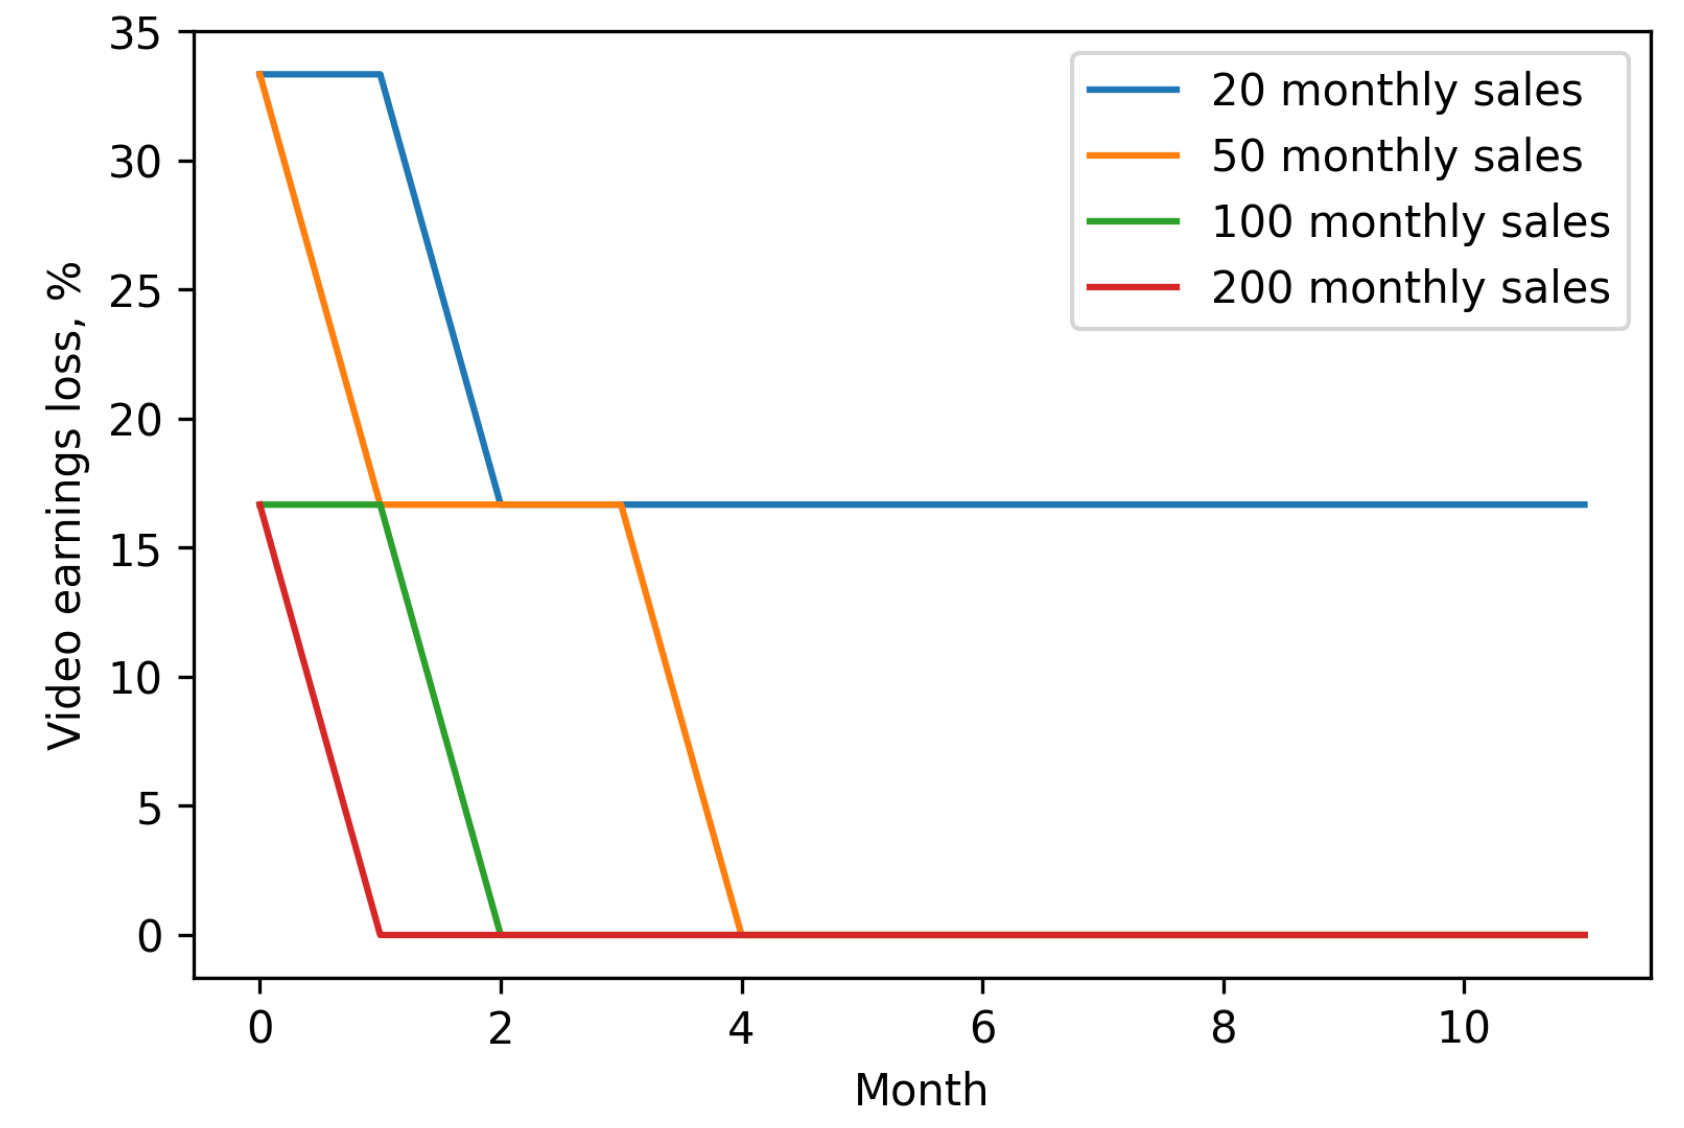 35
30
25
20
15
10
5
0
Video earnings loss, %
20 monthly sales
50 monthly sales
100 monthly sales
200 monthly sales
0 2 4 6 8 10
Month